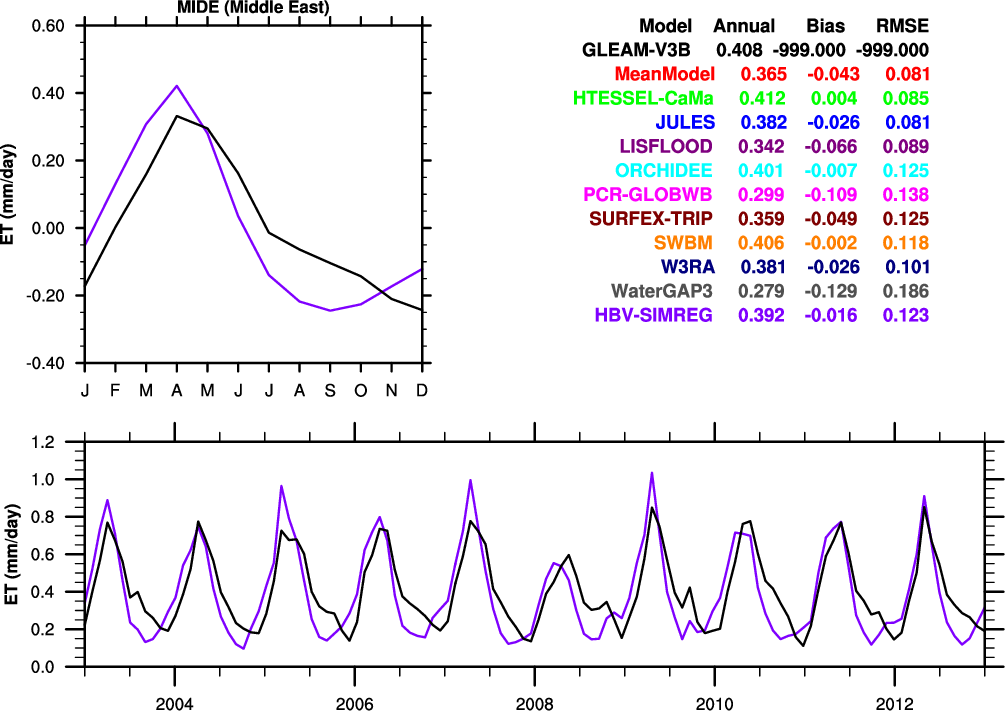 MIDE (Middle East)
0.60
0.40
0.20
0.00
-0.20
-0.40
ET (mm/day)
J F M A M J J A S O N D
Model Annual Bias RMSE
GLEAM-V3B 0.408 -999.000 -999.000
MeanModel 0.365 -0.043 0.081
HTESSEL-CaMa 0.412 0.004 0.085
JULES 0.382 -0.026 0.081
LISFLOOD 0.342 -0.066 0.089
ORCHIDEE 0.401 -0.007 0.125
PCR-GLOBWB 0.299 -0.109 0.138
SURFEX-TRIP 0.359 -0.049 0.125
SWBM 0.406 -0.002 0.118
W3RA 0.381 -0.026 0.101
WaterGAP3 0.279 -0.129 0.186
HBV-SIMREG 0.392 -0.016 0.123
1.2
1.0
0.8
0.6
0.4
0.2
0.0
ET (mm/day)
2004 2006 2008 2010 2012